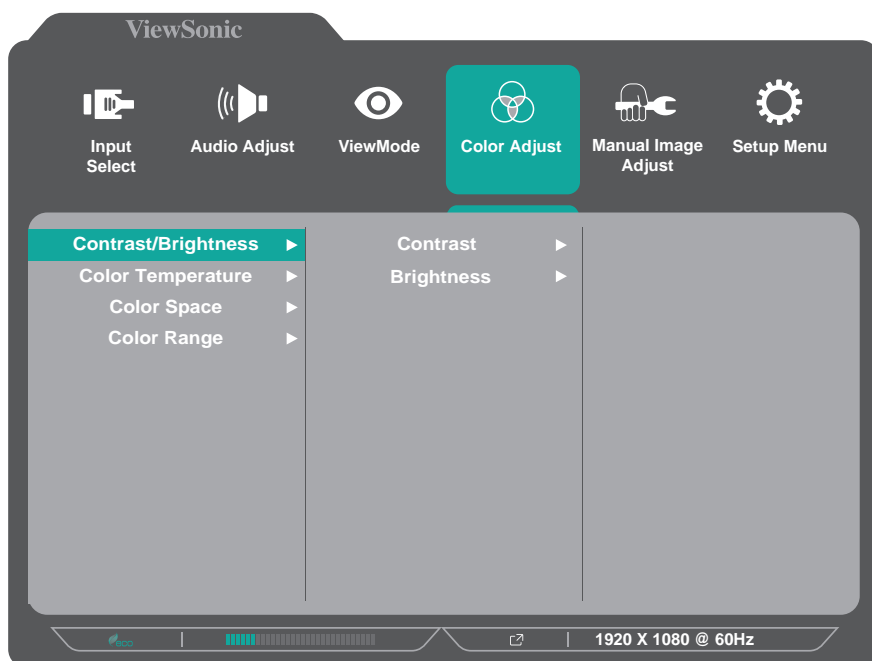 ViewSonic
Input
Select
Audio Adjust
ViewMode
Color Adjust
Manual Image
Adjust
Setup Menu
Contrast/Brightness
Color Temperature
Color Space
Color Range
Contrast
Brightness
eco
1920 X 1080 @ 60Hz